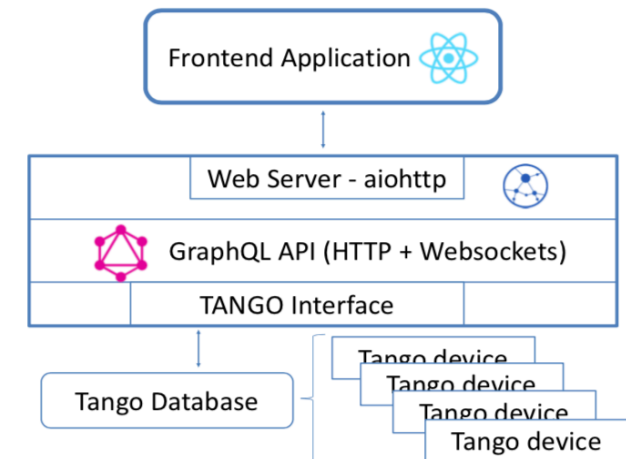 Frontend Application
Web Server - aiohttp
GraphQL API (HTTP + Websockets)
TANGO Interface
Tango device
Tango device
Tango device
Tango Database
Tango device